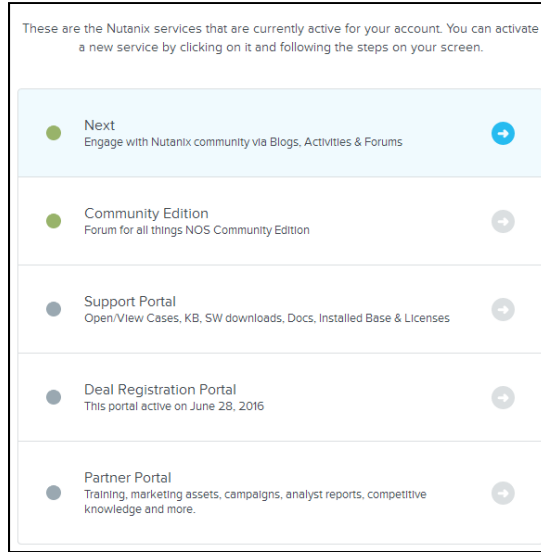 These are the Nutanix services that are currently active for your account. You can activate
a new service by clicking on it and following the steps on your screen.
Next
Engage with Nutanix community via Blogs, Activities & Forums
Community Edition
Forum for all things NOS Community Edition
Support Portal
Open/View Cases, KB, SW downloads, Docs, Installed Base & Licenses
Deal Registration Portal
This portal active on June 28, 2016
Partner Portal
Training, marketing assets, campaigns, analyst reports, competitive
knowledge and more.